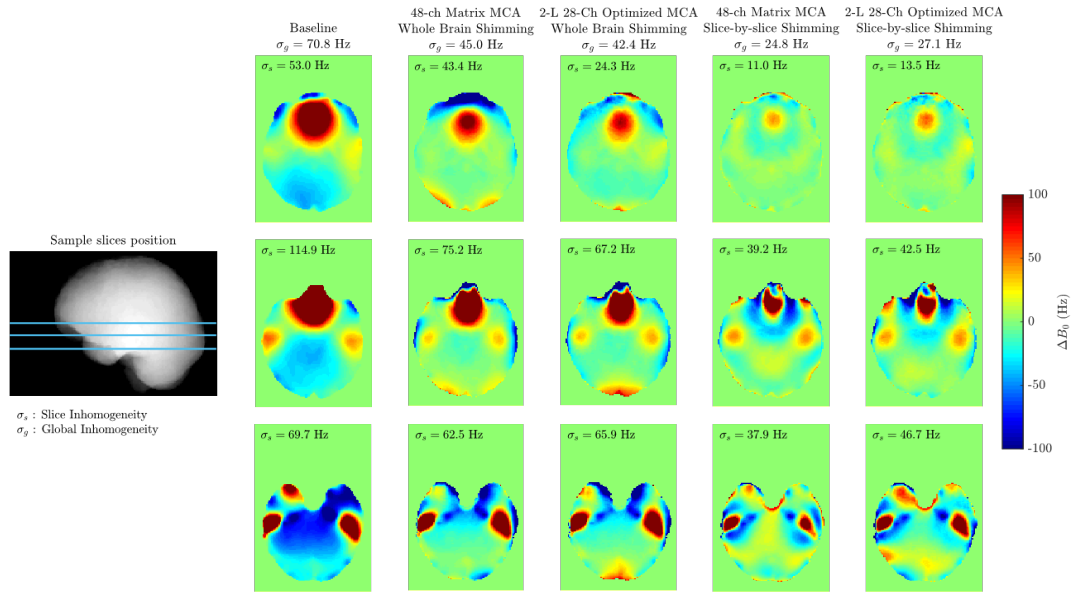 Baseline
σg = 70.8 Hz
48-ch Matrix MCA
Whole Brain Shimming
σg = 45.0 Hz
2-L 28-Ch Optimized MCA
Whole Brain Shimming
σg = 42.4 Hz
48-ch Matrix MCA
Slice-by-slice Shimming
σg = 24.8 Hz
2-L 28-Ch Optimized MCA
Slice-by-slice Shimming
σg = 27.1 Hz
σs = 53.0 Hz
σs = 43.4 Hz
σs = 24.3 Hz
σs = 11.0 Hz
σs = 13.5 Hz
Sample slices position
σs = 114.9 Hz
σs = 75.2 Hz
σs = 67.2 Hz
σs = 39.2 Hz
σs = 42.5 Hz
σs : Slice Inhomogeneity
σg : Global Inhomogeneity
σs = 69.7 Hz
σs = 62.5 Hz
σs = 65.9 Hz
σs = 37.9 Hz
σs = 46.7 Hz
100
50
0
-50
-100
ΔB0 (Hz)